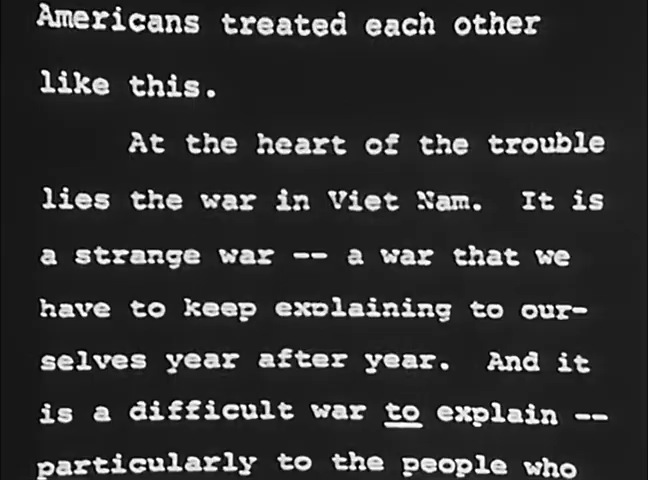 Americans treated each other
like this.
At the heart of the trouble
lies the war in Viet Nam. It is
a strange war -- a war that we
have to keep explaining to our-
selves year after year. And it
is a difficult war to explain --
particularly to the people who